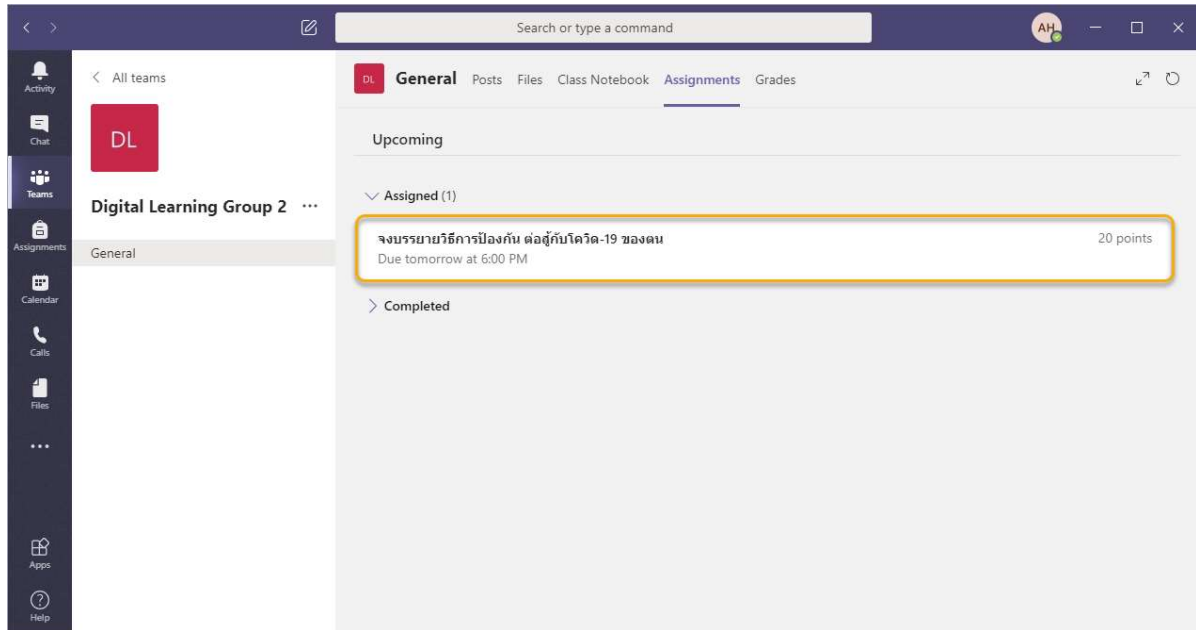 Search or type a command
AH
Activity
Chat
Teams
Assignments
Calendar
Calls
Files
Apps
Help
All teams
DL
Digital Learning Group 2
General
DL General Posts Files Class Notebook Assignments Grades
Upcoming
Assigned (1)
จงบรรยายวิธีการป้องกัน ต่อสู้กับโควิด-19 ของตน 20 points
Due tomorrow at 6:00 PM
Completed